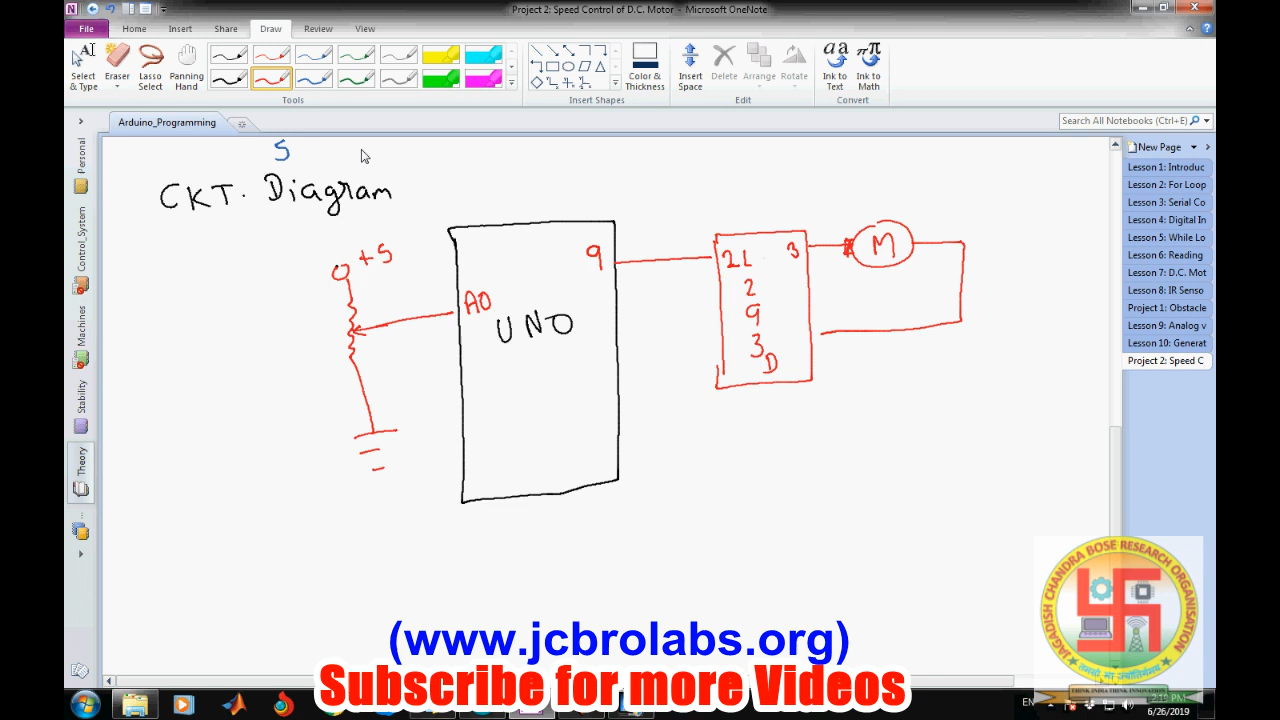 Project 2: Speed Control of D.C. Motor - Microsoft OneNote
File Home Insert Share Draw Review View
Select & Type
Eraser
Lasso Select
Panning Hand
Color & Thickness
Insert Space
Delete
Arrange
Rotate
Ink to Text
Ink to Math
Tools
Insert Shapes
Edit
Convert
Arduino_Programming
Search All Notebooks (Ctrl+E)
New Page
Personal
Control_System
Machines
Stability
Theory
Lesson 1: Introduc
Lesson 2: For Loop
Lesson 3: Serial Co
Lesson 4: Digital In
Lesson 5: While Lo
Lesson 6: Reading
Lesson 7: D.C. Mot
Lesson 8: IR Senso
Project 1: Obstacle
Lesson 9: Analog v
Lesson 10: Generat
Project 2: Speed C
5
CKT. Diagram
+5
A0
UNO
9
2L 3
2
9
3
D
M
JAGADISH CHANDRA BOSE RESEARCH ORGANISATION
THINK INDIA THINK INNOVATION
(www.jcbrolabs.org)
Subscribe for more Videos
EN
2:19 PM
6/26/2019